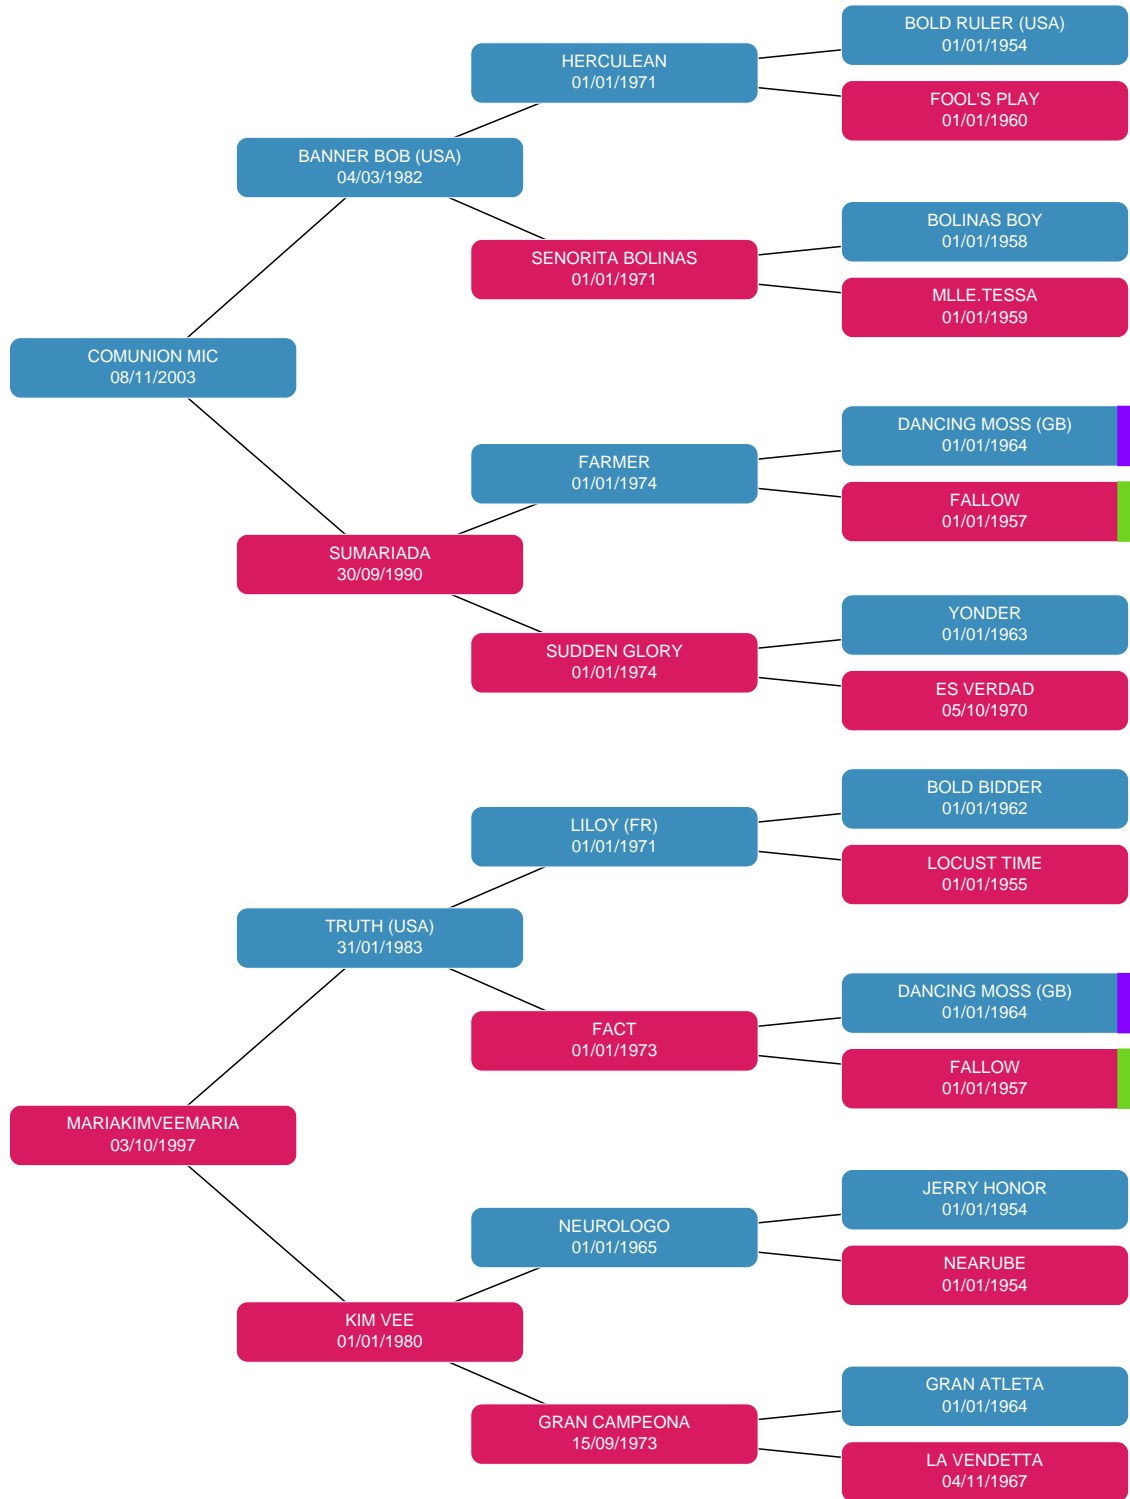 BOLD RULER (USA)
01/01/1954
HERCULEAN
01/01/1971
FOOL'S PLAY
01/01/1960
BANNER BOB (USA)
04/03/1982
BOLINAS BOY
01/01/1958
SENORITA BOLINAS
01/01/1971
MLLE.TESSA
01/01/1959
COMUNION MIC
08/11/2003
DANCING MOSS (GB)
01/01/1964
FARMER
01/01/1974
FALLOW
01/01/1957
SUMARIADA
30/09/1990
YONDER
01/01/1963
SUDDEN GLORY
01/01/1974
ES VERDAD
05/10/1970
BOLD BIDDER
01/01/1962
LILOY (FR)
01/01/1971
LOCUST TIME
01/01/1955
TRUTH (USA)
31/01/1983
DANCING MOSS (GB)
01/01/1964
FACT
01/01/1973
FALLOW
01/01/1957
MARIAKIMVEEMARIA
03/10/1997
JERRY HONOR
01/01/1954
NEUROLOGO
01/01/1965
NEARUBE
01/01/1954
KIM VEE
01/01/1980
GRAN ATLETA
01/01/1964
GRAN CAMPEONA
15/09/1973
LA VENDETTA
04/11/1967